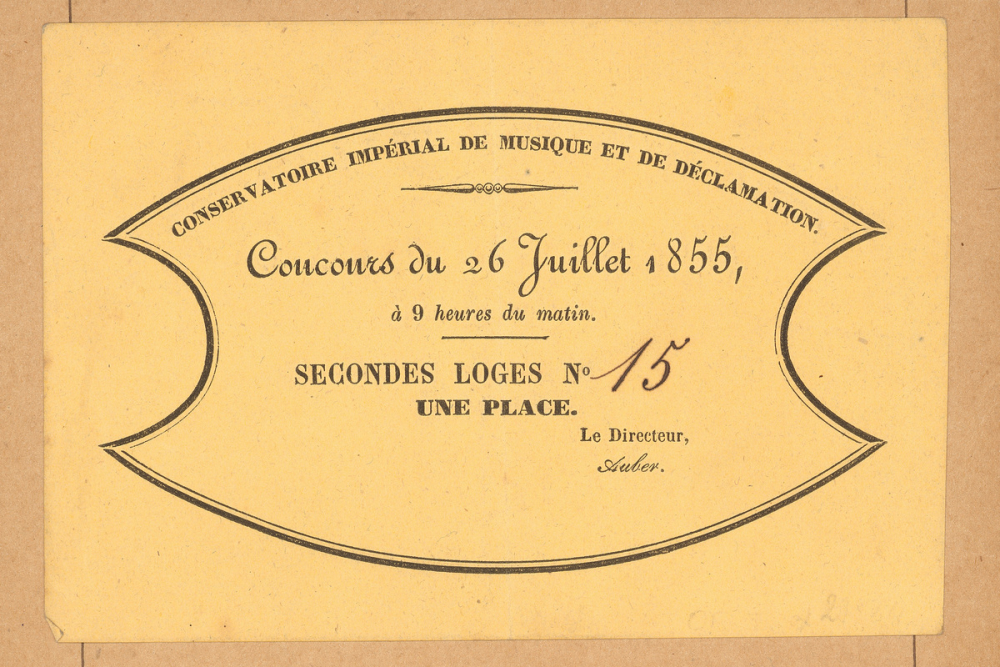 CONSERVATOIRE IMPÉRIAL DE MUSIQUE ET DE DÉCLAMATION.
Concours du 26 Juillet 1855,
à 9 heures du matin.
SECONDES LOGES Nº 15
UNE PLACE.
Le Directeur,
Auber.